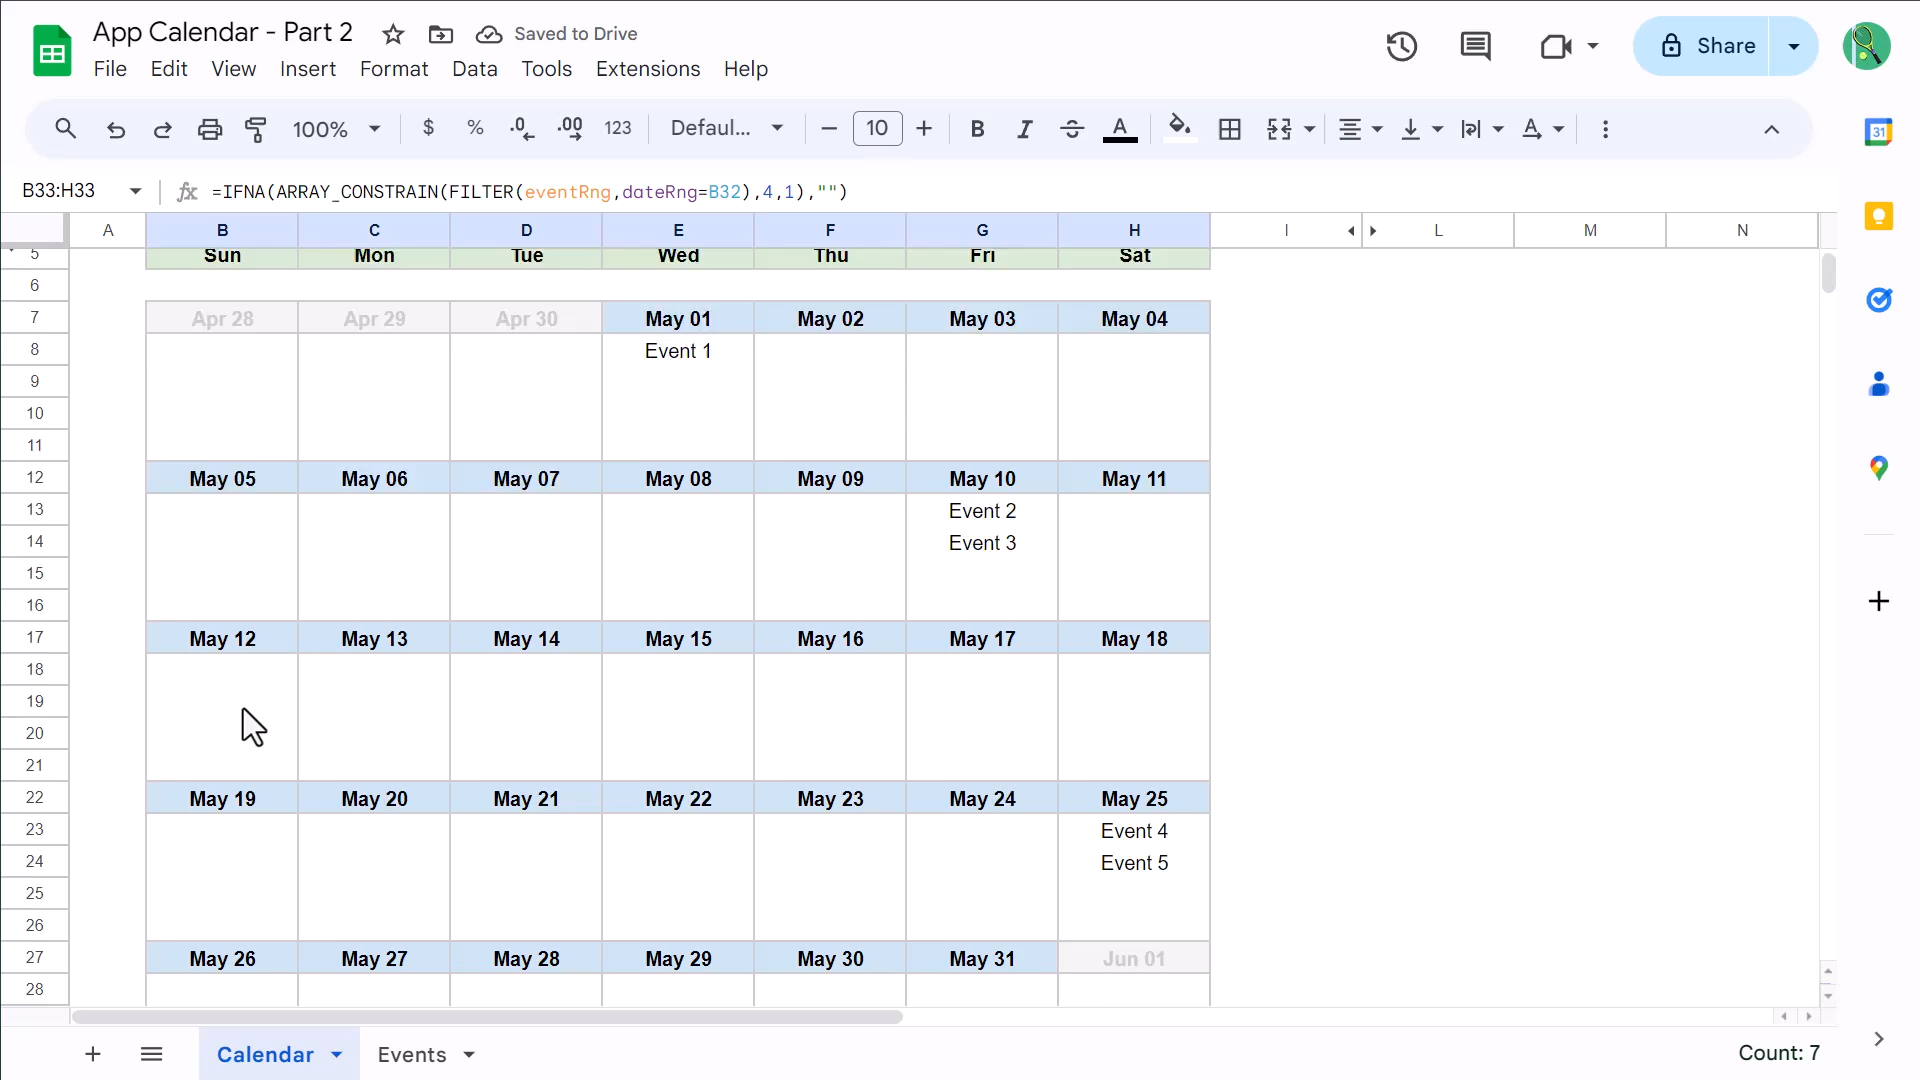 App Calendar - Part 2 Saved to Drive
File Edit View Insert Format Data Tools Extensions Help
Share
100% $ % .0 .00 123 Defaul... 10 B I S A
B33:H33 fx =IFNA(ARRAY_CONSTRAIN(FILTER(eventRng,dateRng=B32),4,1),"")
A B C D E F G H I L M N
5 Sun Mon Tue Wed Thu Fri Sat
6
7 Apr 28 Apr 29 Apr 30 May 01 May 02 May 03 May 04
8 Event 1
9
10
11
12 May 05 May 06 May 07 May 08 May 09 May 10 May 11
13 Event 2
14 Event 3
15
16
17 May 12 May 13 May 14 May 15 May 16 May 17 May 18
18
19
20
21
22 May 19 May 20 May 21 May 22 May 23 May 24 May 25
23 Event 4
24 Event 5
25
26
27 May 26 May 27 May 28 May 29 May 30 May 31 Jun 01
28
Calendar Events Count: 7
31